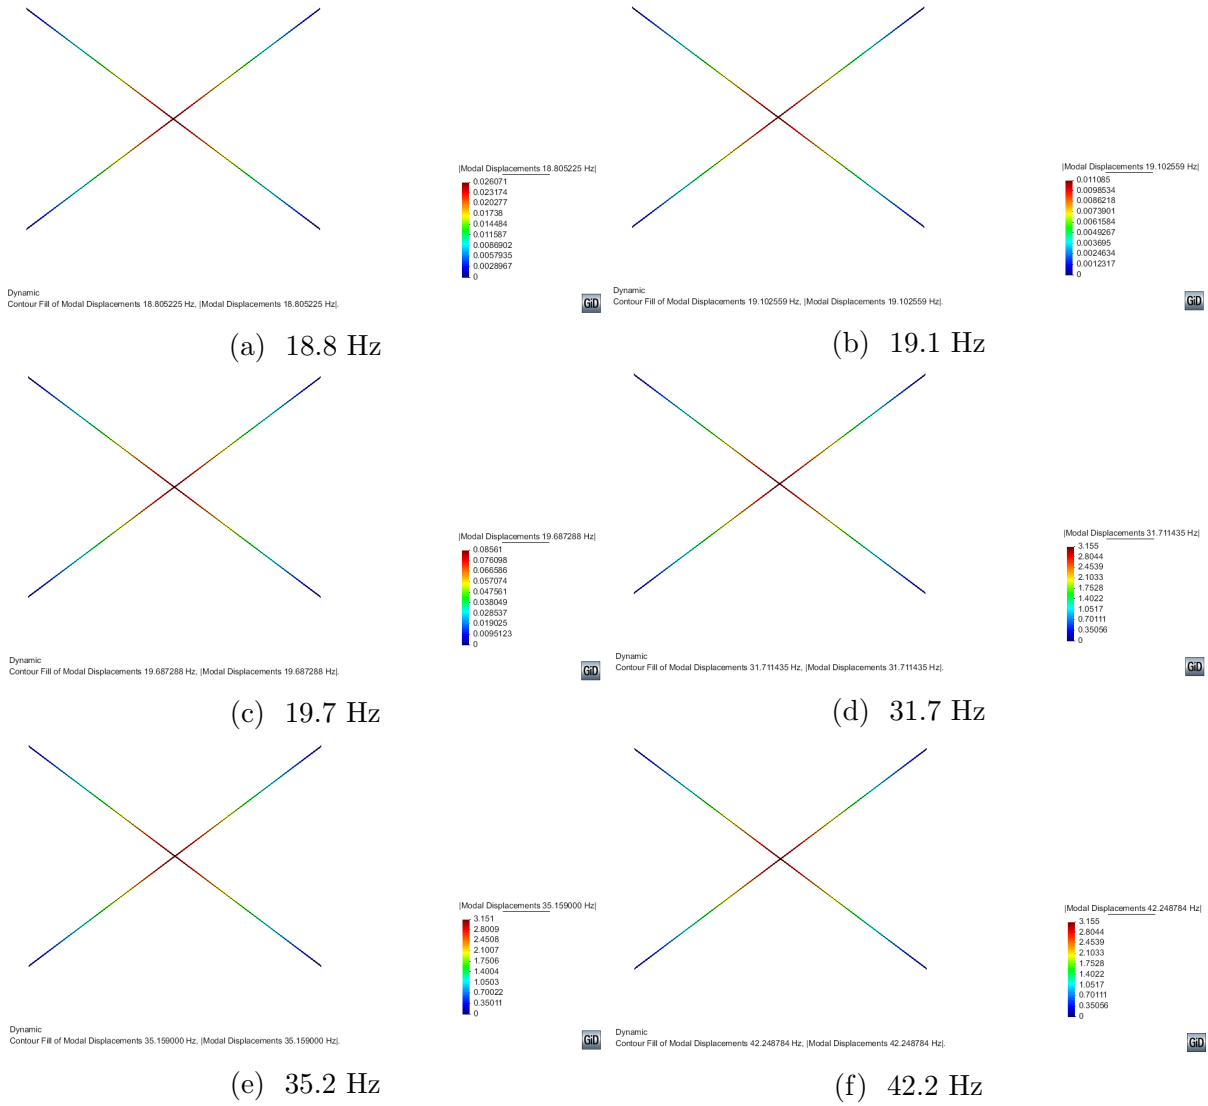 |Modal Displacements 18.805225 Hz|
0.026071
0.023174
0.020277
0.01738
0.014484
0.011587
0.0086902
0.0057935
0.0028967
0
Dynamic
Contour Fill of Modal Displacements 18.805225 Hz, |Modal Displacements 18.805225 Hz|.
GiD
(a) 18.8 Hz
|Modal Displacements 19.102559 Hz|
0.011085
0.0098534
0.0086218
0.0073901
0.0061584
0.0049267
0.003695
0.0024634
0.0012317
0
Dynamic
Contour Fill of Modal Displacements 19.102559 Hz, |Modal Displacements 19.102559 Hz|.
GiD
(b) 19.1 Hz
|Modal Displacements 19.687288 Hz|
0.08561
0.076098
0.066586
0.057074
0.047561
0.038049
0.028537
0.019025
0.0095123
0
Dynamic
Contour Fill of Modal Displacements 19.687288 Hz, |Modal Displacements 19.687288 Hz|.
GiD
(c) 19.7 Hz
|Modal Displacements 31.711435 Hz|
3.155
2.8044
2.4539
2.1033
1.7528
1.4022
1.0517
0.70111
0.35056
0
Dynamic
Contour Fill of Modal Displacements 31.711435 Hz, |Modal Displacements 31.711435 Hz|.
GiD
(d) 31.7 Hz
|Modal Displacements 35.159000 Hz|
3.151
2.8009
2.4508
2.1007
1.7506
1.4004
1.0503
0.70022
0.35011
0
Dynamic
Contour Fill of Modal Displacements 35.159000 Hz, |Modal Displacements 35.159000 Hz|.
GiD
(e) 35.2 Hz
|Modal Displacements 42.248784 Hz|
3.155
2.8044
2.4539
2.1033
1.7528
1.4022
1.0517
0.70111
0.35056
0
Dynamic
Contour Fill of Modal Displacements 42.248784 Hz, |Modal Displacements 42.248784 Hz|.
GiD
(f) 42.2 Hz